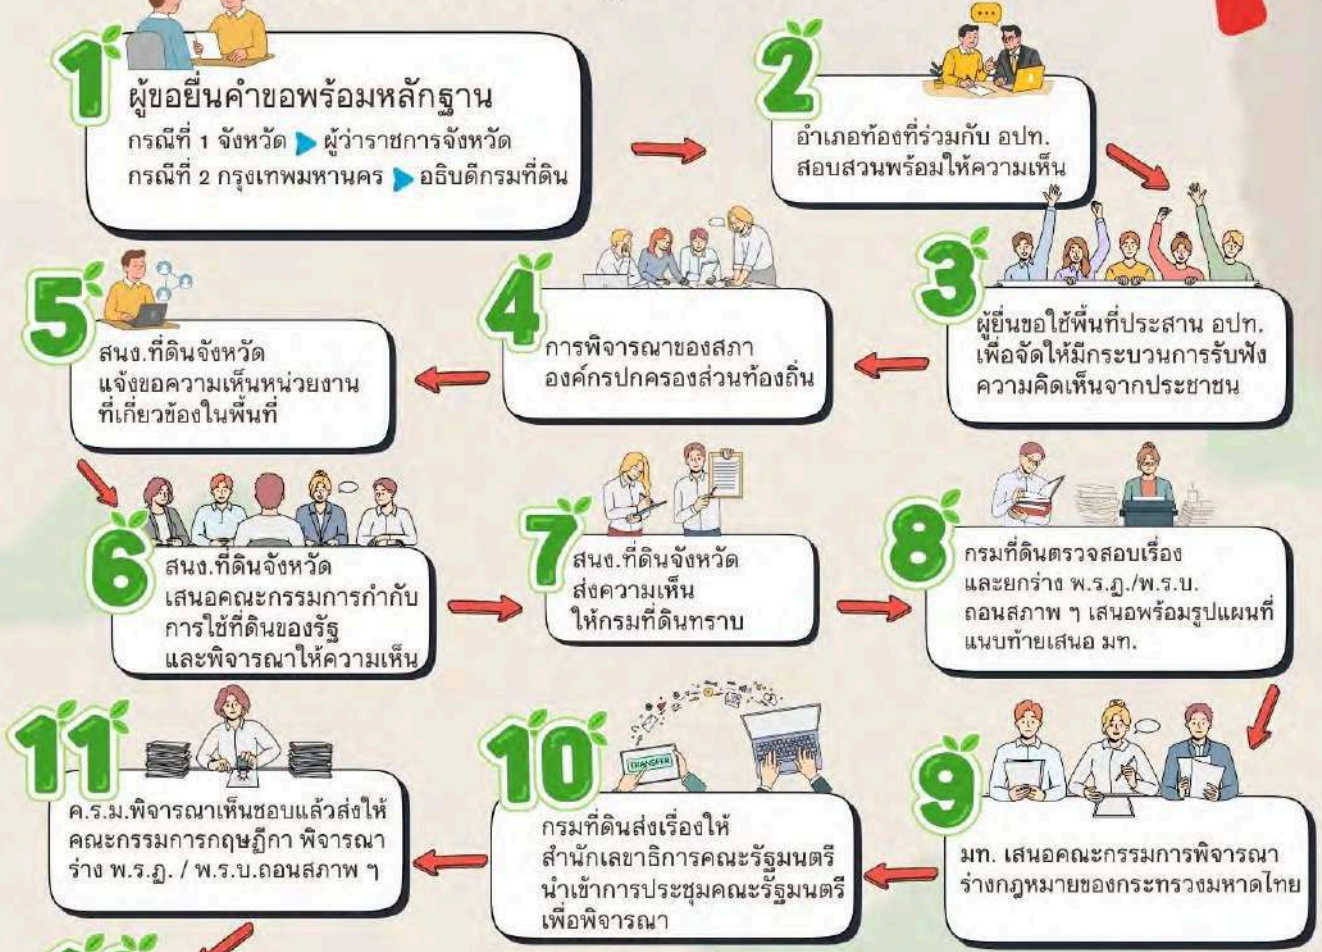 1
ผู้ขอยื่นคำขอพร้อมหลักฐาน
กรณีที่ 1 จังหวัด ▶ ผู้ว่าราชการจังหวัด
กรณีที่ 2 กรุงเทพมหานคร ▶ อธิบดีกรมที่ดิน
2
อำเภอท้องที่ร่วมกับ อปท.
สอบสวนพร้อมให้ความเห็น
3
ผู้ยื่นขอใช้พื้นที่ประสาน อปท.
เพื่อจัดให้มีกระบวนการรับฟัง
ความคิดเห็นจากประชาชน
4
การพิจารณาของสภา
องค์กรปกครองส่วนท้องถิ่น
5
สนง.ที่ดินจังหวัด
แจ้งขอความเห็นหน่วยงาน
ที่เกี่ยวข้องในพื้นที่
6
สนง.ที่ดินจังหวัด
เสนอคณะกรรมการกำกับ
การใช้ที่ดินของรัฐ
และพิจารณาให้ความเห็น
7
สนง.ที่ดินจังหวัด
ส่งความเห็น
ให้กรมที่ดินทราบ
8
กรมที่ดินตรวจสอบเรื่อง
และยกร่าง พ.ร.ฎ./พ.ร.บ.
ถอนสภาพ ๆ เสนอพร้อมรูปแผนที่
แนบท้ายเสนอ มท.
9
มท. เสนอคณะกรรมการพิจารณา
ร่างกฎหมายของกระทรวงมหาดไทย
10
TRANSFER
กรมที่ดินส่งเรื่องให้
สำนักเลขาธิการคณะรัฐมนตรี
นำเข้าการประชุมคณะรัฐมนตรี
เพื่อพิจารณา
11
ค.ร.ม.พิจารณาเห็นชอบแล้วส่งให้
คณะกรรมการกฤษฎีกา พิจารณา
ร่าง พ.ร.ฎ. / พ.ร.บ.ถอนสภาพ ๆ